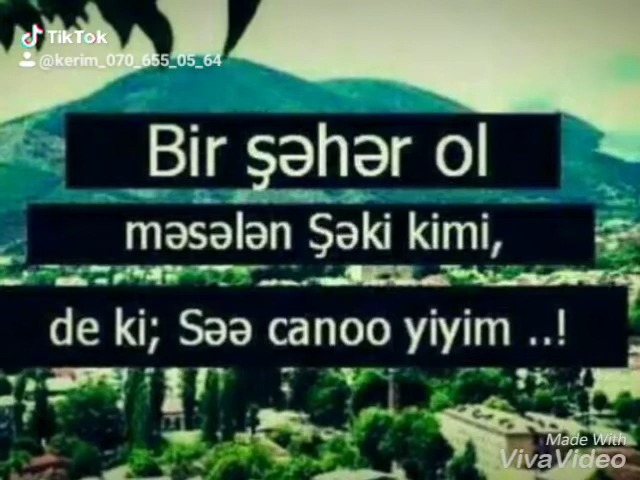 TikTok
@kerim_070_655_05_64
Bir şəhər ol
məsələn Şəki kimi,
de ki; Səə canoo yiyim ..!
Made With
VivaVideo